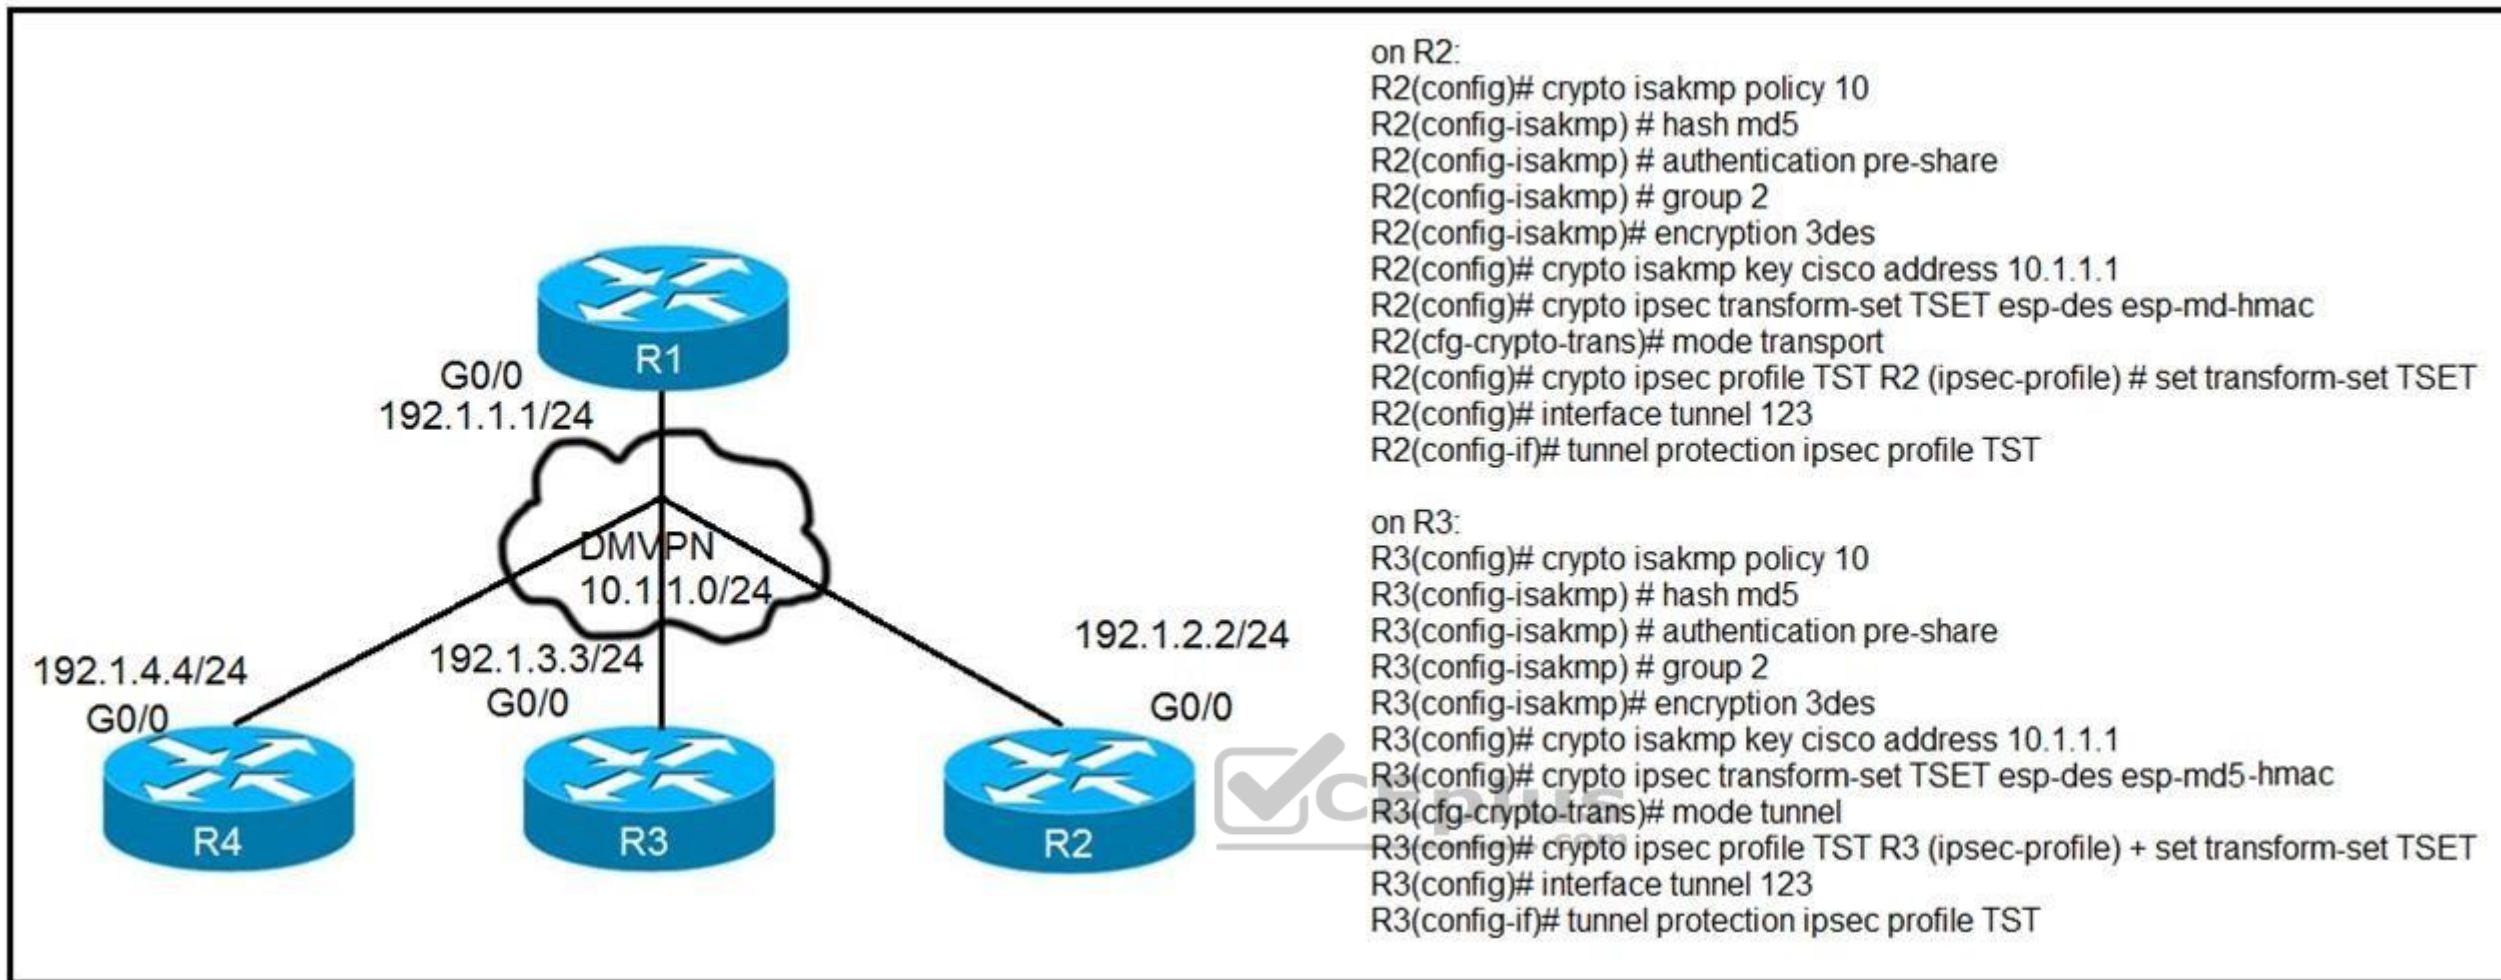 R1
G0/0
192.1.1.1/24
DMVPN
10.1.1.0/24
192.1.4.4/24
G0/0
R4
192.1.3.3/24
G0/0
R3
192.1.2.2/24
G0/0
R2
on R2:
R2(config)# crypto isakmp policy 10
R2(config-isakmp) # hash md5
R2(config-isakmp) # authentication pre-share
R2(config-isakmp) # group 2
R2(config-isakmp)# encryption 3des
R2(config)# crypto isakmp key cisco address 10.1.1.1
R2(config)# crypto ipsec transform-set TSET esp-des esp-md-hmac
R2(cfg-crypto-trans)# mode transport
R2(config)# crypto ipsec profile TST R2 (ipsec-profile) # set transform-set TSET
R2(config)# interface tunnel 123
R2(config-if)# tunnel protection ipsec profile TST
on R3:
R3(config)# crypto isakmp policy 10
R3(config-isakmp) # hash md5
R3(config-isakmp) # authentication pre-share
R3(config-isakmp) # group 2
R3(config-isakmp)# encryption 3des
R3(config)# crypto isakmp key cisco address 10.1.1.1
R3(config)# crypto ipsec transform-set TSET esp-des esp-md5-hmac
R3(cfg-crypto-trans)# mode tunnel
R3(config)# crypto ipsec profile TST R3 (ipsec-profile) + set transform-set TSET
R3(config)# interface tunnel 123
R3(config-if)# tunnel protection ipsec profile TST